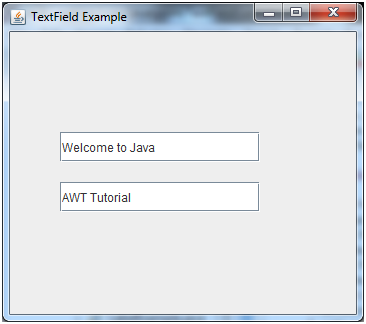 TextField Example
Welcome to Java
AWT Tutorial